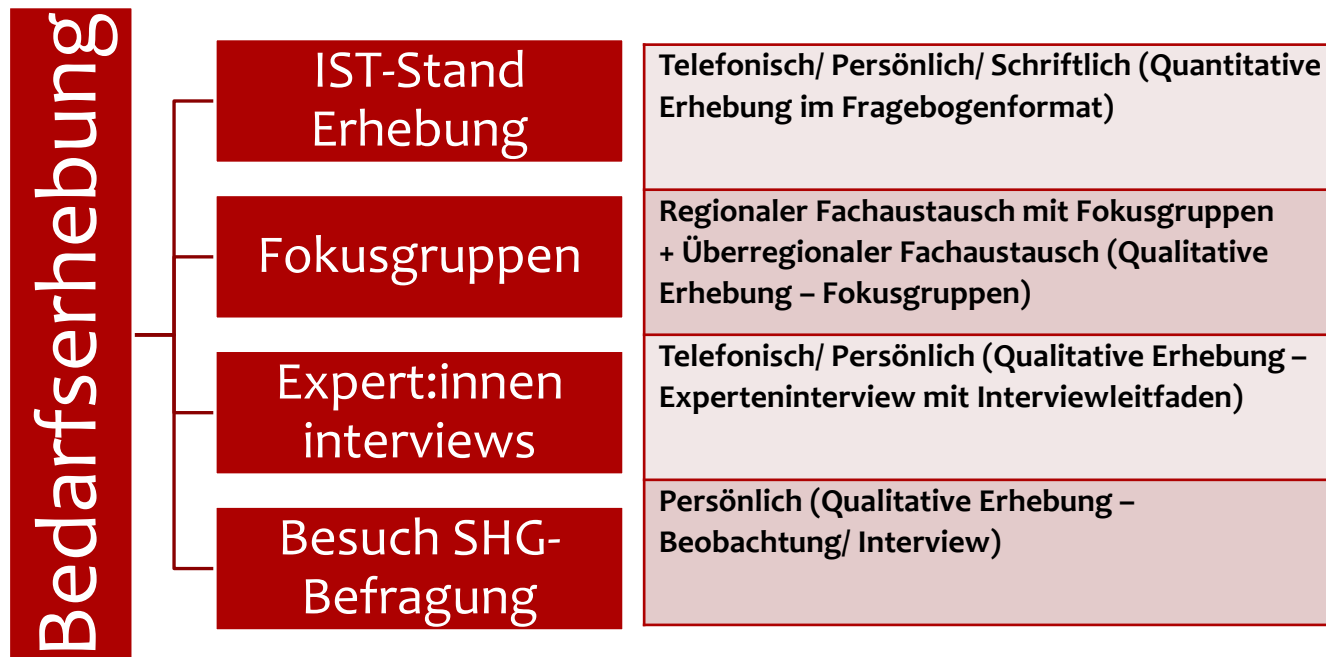 Bedarfserhebung
IST-Stand
Erhebung
Telefonisch/ Persönlich/ Schriftlich (Quantitative
Erhebung im Fragebogenformat)
Fokusgruppen
Regionaler Fachaustausch mit Fokusgruppen
+ Überregionaler Fachaustausch (Qualitative
Erhebung – Fokusgruppen)
Expert:innen
interviews
Telefonisch/ Persönlich (Qualitative Erhebung –
Experteninterview mit Interviewleitfaden)
Besuch SHG-
Befragung
Persönlich (Qualitative Erhebung –
Beobachtung/ Interview)